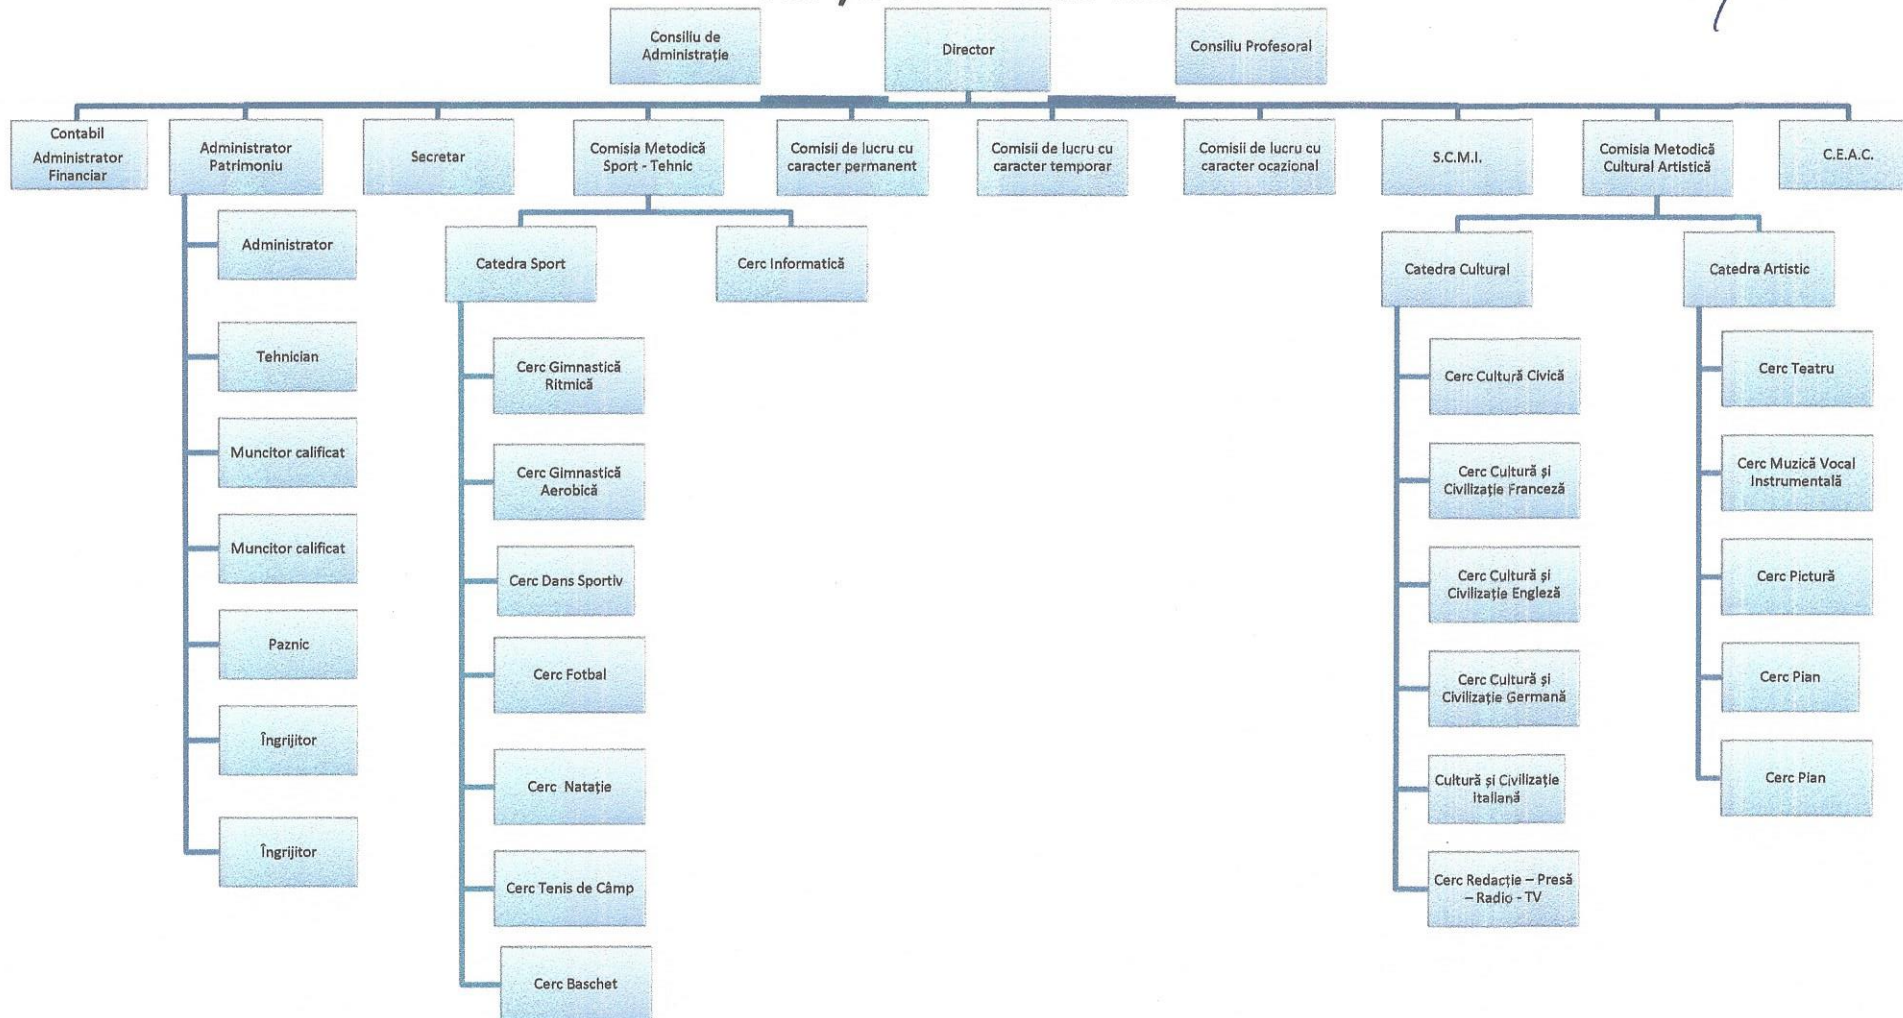 Consiliu de
Administrație
Director
Consiliu Profesoral
Contabil
Administrator
Financiar
Administrator
Patrimoniu
Secretar
Comisia Metodică
Sport - Tehnic
Comisii de lucru cu
caracter permanent
Comisii de lucru cu
caracter temporar
Comisii de lucru cu
caracter ocazional
S.C.M.I.
Comisia Metodică
Cultural Artistică
C.E.A.C.
Administrator
Tehnician
Muncitor calificat
Muncitor calificat
Paznic
Îngrijitor
Îngrijitor
Catedra Sport
Cerc Informatică
Cerc Gimnastică
Ritmică
Cerc Gimnastică
Aerobică
Cerc Dans Sportiv
Cerc Fotbal
Cerc Natație
Cerc Tenis de Câmp
Cerc Baschet
Catedra Cultural
Catedra Artistic
Cerc Cultură Civică
Cerc Cultură și
Civilizație Franceză
Cerc Cultură și
Civilizație Engleză
Cerc Cultură și
Civilizație Germană
Cultură și Civilizație
Italiană
Cerc Redacție – Presă
– Radio - TV
Cerc Teatru
Cerc Muzică Vocal
Instrumentală
Cerc Pictură
Cerc Pian
Cerc Pian